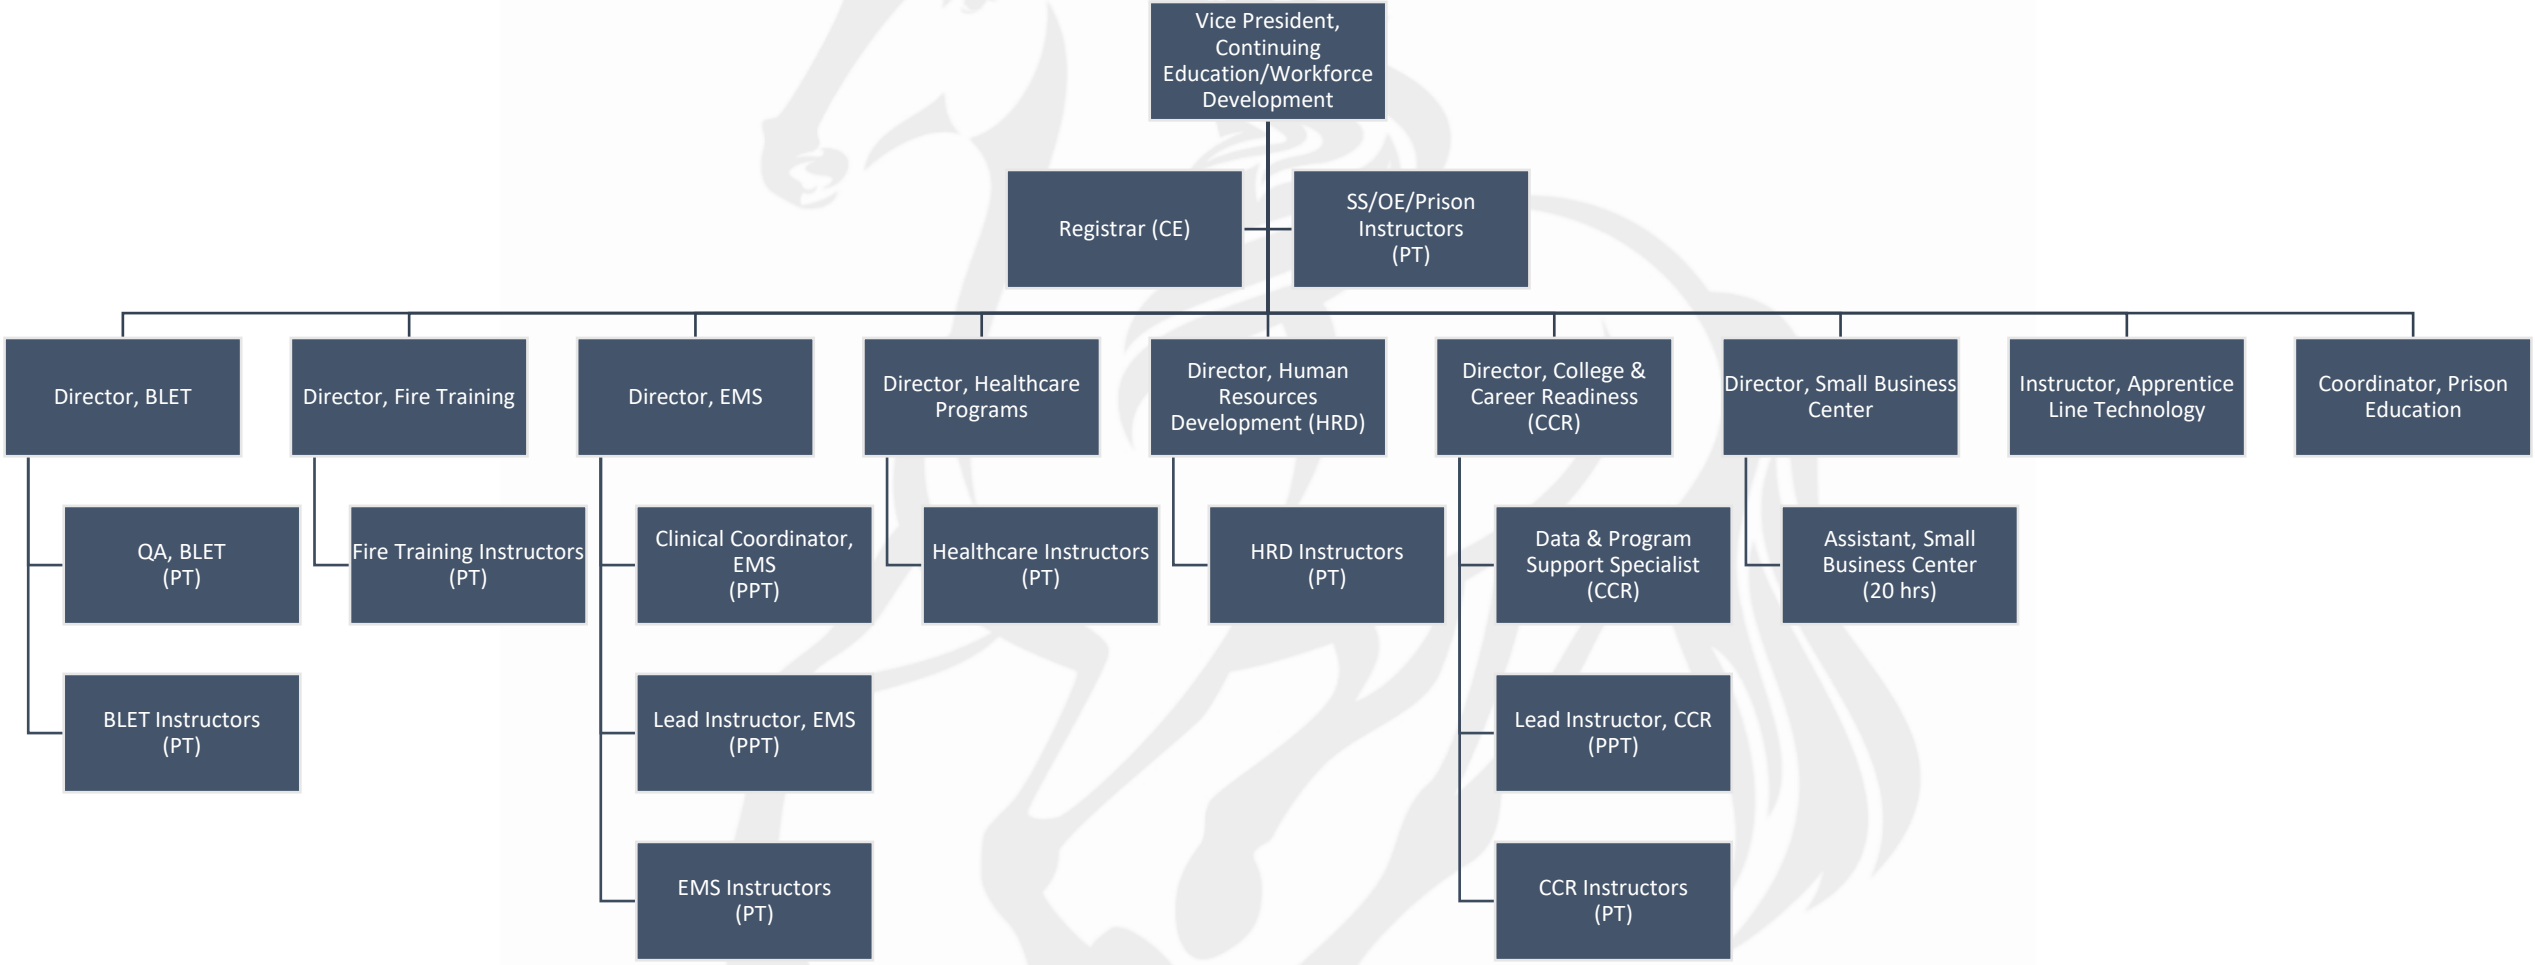 Vice President,
Continuing
Education/Workforce
Development
Registrar (CE)
SS/OE/Prison
Instructors
(PT)
Director, BLET
Director, Fire Training
Director, EMS
Director, Healthcare
Programs
Director, Human
Resources
Development (HRD)
Director, College &
Career Readiness
(CCR)
Director, Small Business
Center
Instructor, Apprentice
Line Technology
Coordinator, Prison
Education
QA, BLET
(PT)
Fire Training Instructors
(PT)
Clinical Coordinator,
EMS
(PPT)
Healthcare Instructors
(PT)
HRD Instructors
(PT)
Data & Program
Support Specialist
(CCR)
Assistant, Small
Business Center
(20 hrs)
BLET Instructors
(PT)
Lead Instructor, EMS
(PPT)
Lead Instructor, CCR
(PPT)
EMS Instructors
(PT)
CCR Instructors
(PT)